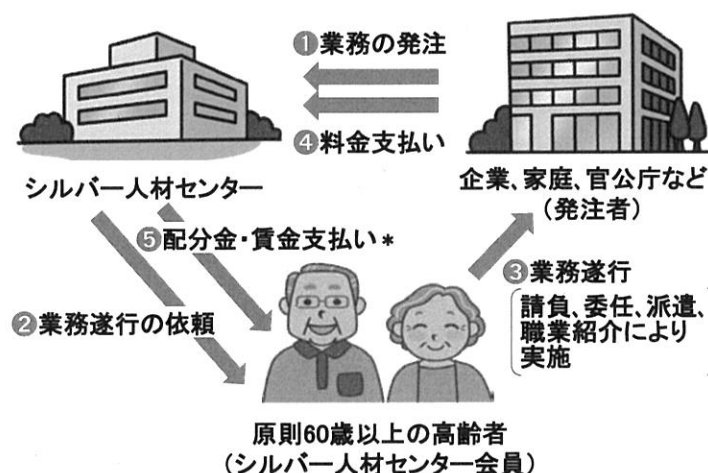 ❶業務の発注
❹料金支払い
シルバー人材センター
企業、家庭、官公庁など
(発注者)
❺配分金・賃金支払い*
❷業務遂行の依頼
❸業務遂行
請負、委任、派遣、
職業紹介により
実施
原則60歳以上の高齢者
(シルバー人材センター会員)